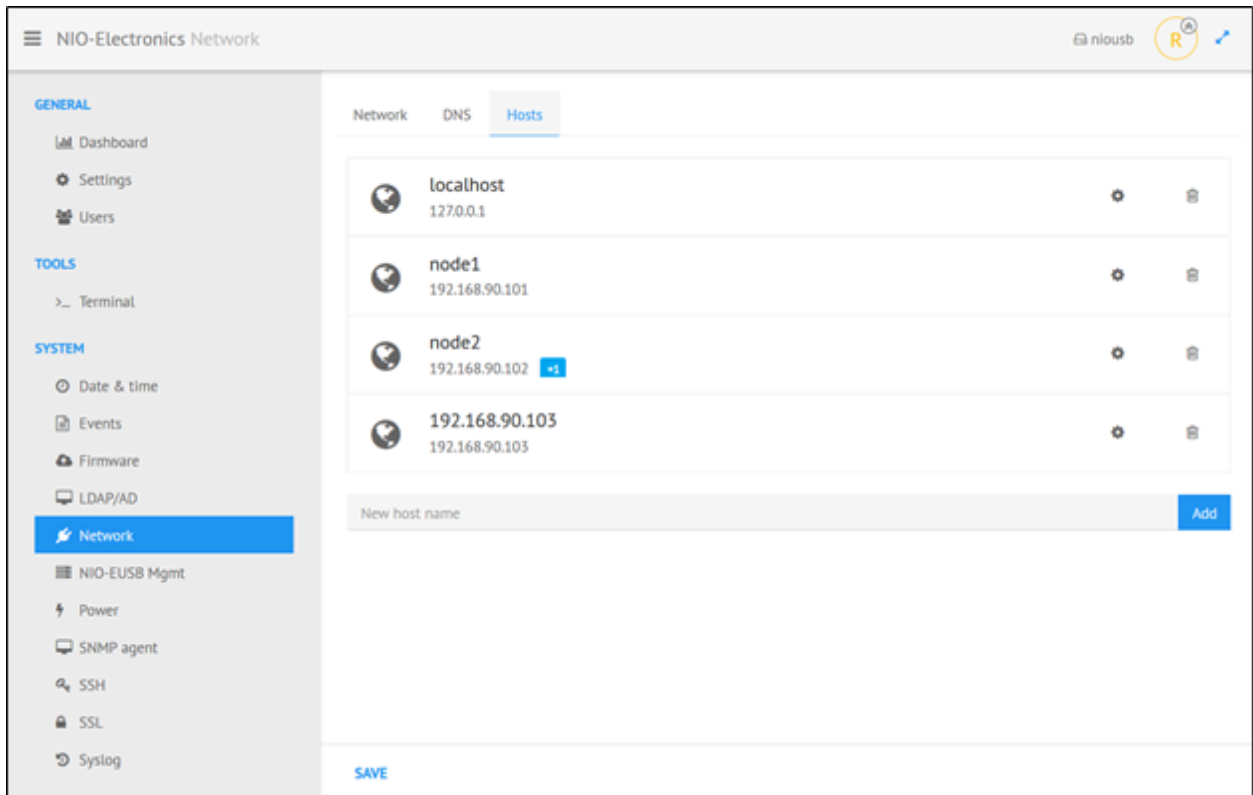 NIO-Electronics Network
niousb
R
GENERAL
Dashboard
Settings
Users
TOOLS
>_ Terminal
SYSTEM
Date & time
Events
Firmware
LDAP/AD
Network
NIO-EUSB Mgmt
Power
SNMP agent
SSH
SSL
Syslog
Network DNS Hosts
localhost
127.0.0.1
node1
192.168.90.101
node2
192.168.90.102 +1
192.168.90.103
192.168.90.103
New host name Add
SAVE